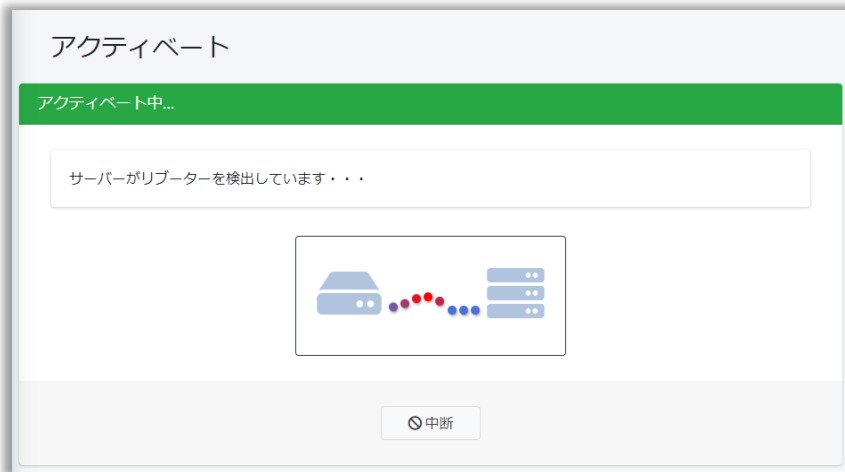 アクティベート
アクティベート中...
サーバーがリブーターを検出しています・・・
中断